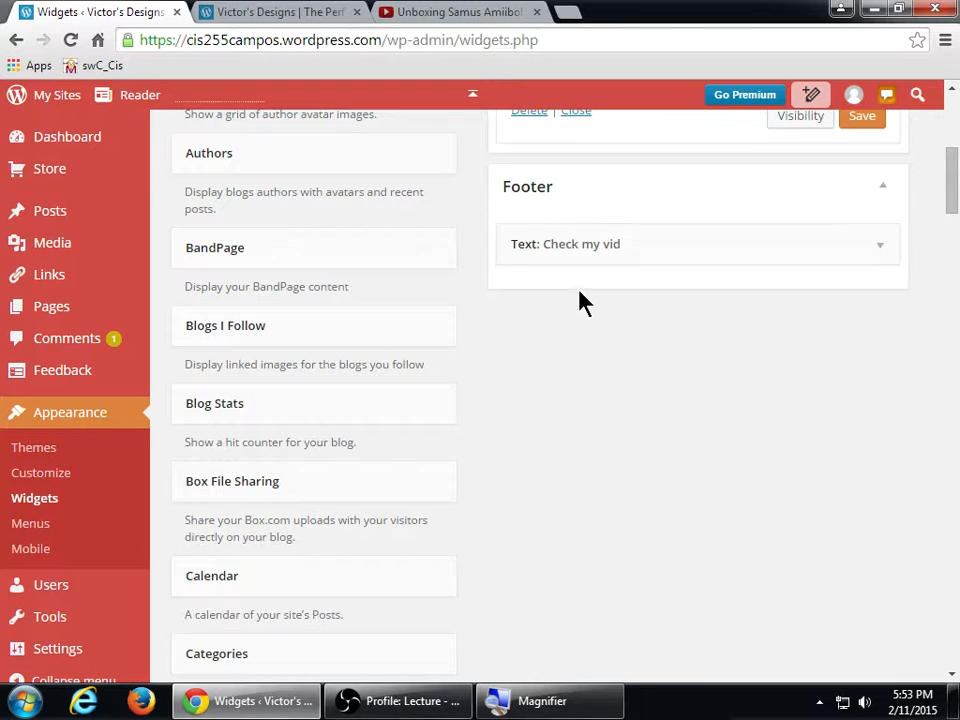 Widgets ‹ Victor's Designs
Victor's Designs | The Perf
Unboxing Samus Amiibo!
https://cis255campos.wordpress.com/wp-admin/widgets.php
Apps
swC_Cis
My Sites
Reader
Go Premium
Show a grid of author avatar images.
Delete | Close
Visibility
Save
Dashboard
Store
Posts
Media
Links
Pages
Comments 1
Feedback
Appearance
Themes
Customize
Widgets
Menus
Mobile
Users
Tools
Settings
Collapse menu
Authors
Display blogs authors with avatars and recent
posts.
BandPage
Display your BandPage content
Blogs I Follow
Display linked images for the blogs you follow
Blog Stats
Show a hit counter for your blog.
Box File Sharing
Share your Box.com uploads with your visitors
directly on your blog.
Calendar
A calendar of your site's Posts.
Categories
Footer
Text: Check my vid
Widgets ‹ Victor's ...
Profile: Lecture - ...
Magnifier
5:53 PM
2/11/2015